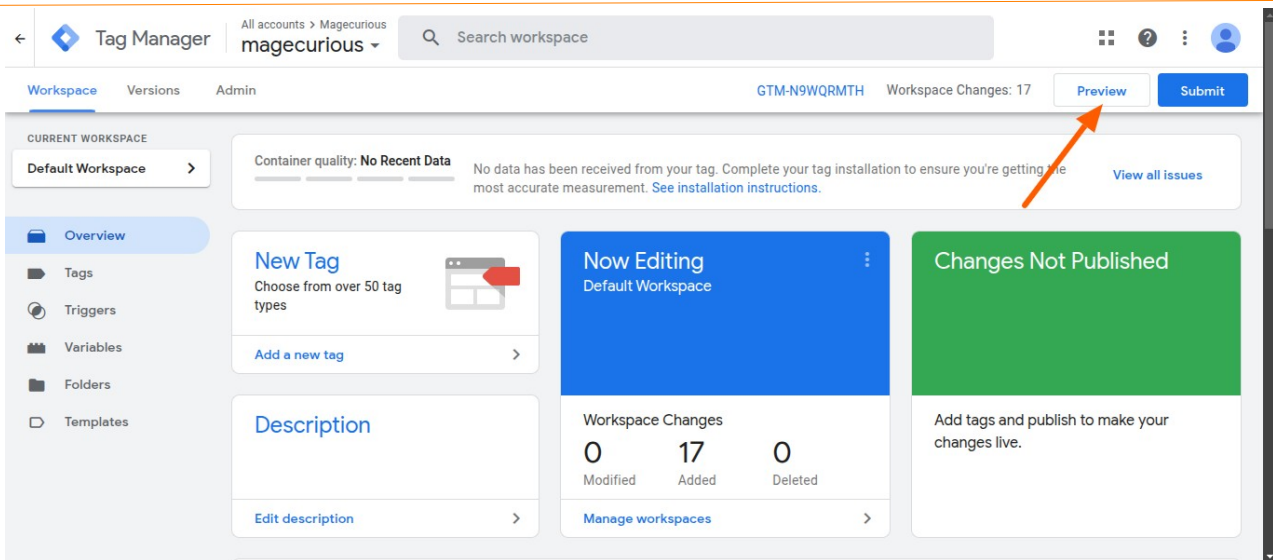 All accounts > Magecurious
Tag Manager
magecurious
Search workspace
Workspace
Versions
Admin
GTM-N9WQRMTH
Workspace Changes: 17
Preview
Submit
CURRENT WORKSPACE
Default Workspace
Container quality: No Recent Data
No data has been received from your tag. Complete your tag installation to ensure you're getting the
most accurate measurement. See installation instructions.
View all issues
Overview
Tags
Triggers
Variables
Folders
Templates
New Tag
Choose from over 50 tag
types
Add a new tag
Description
Edit description
Now Editing
Default Workspace
Workspace Changes
0
17
0
Modified
Added
Deleted
Manage workspaces
Changes Not Published
Add tags and publish to make your
changes live.